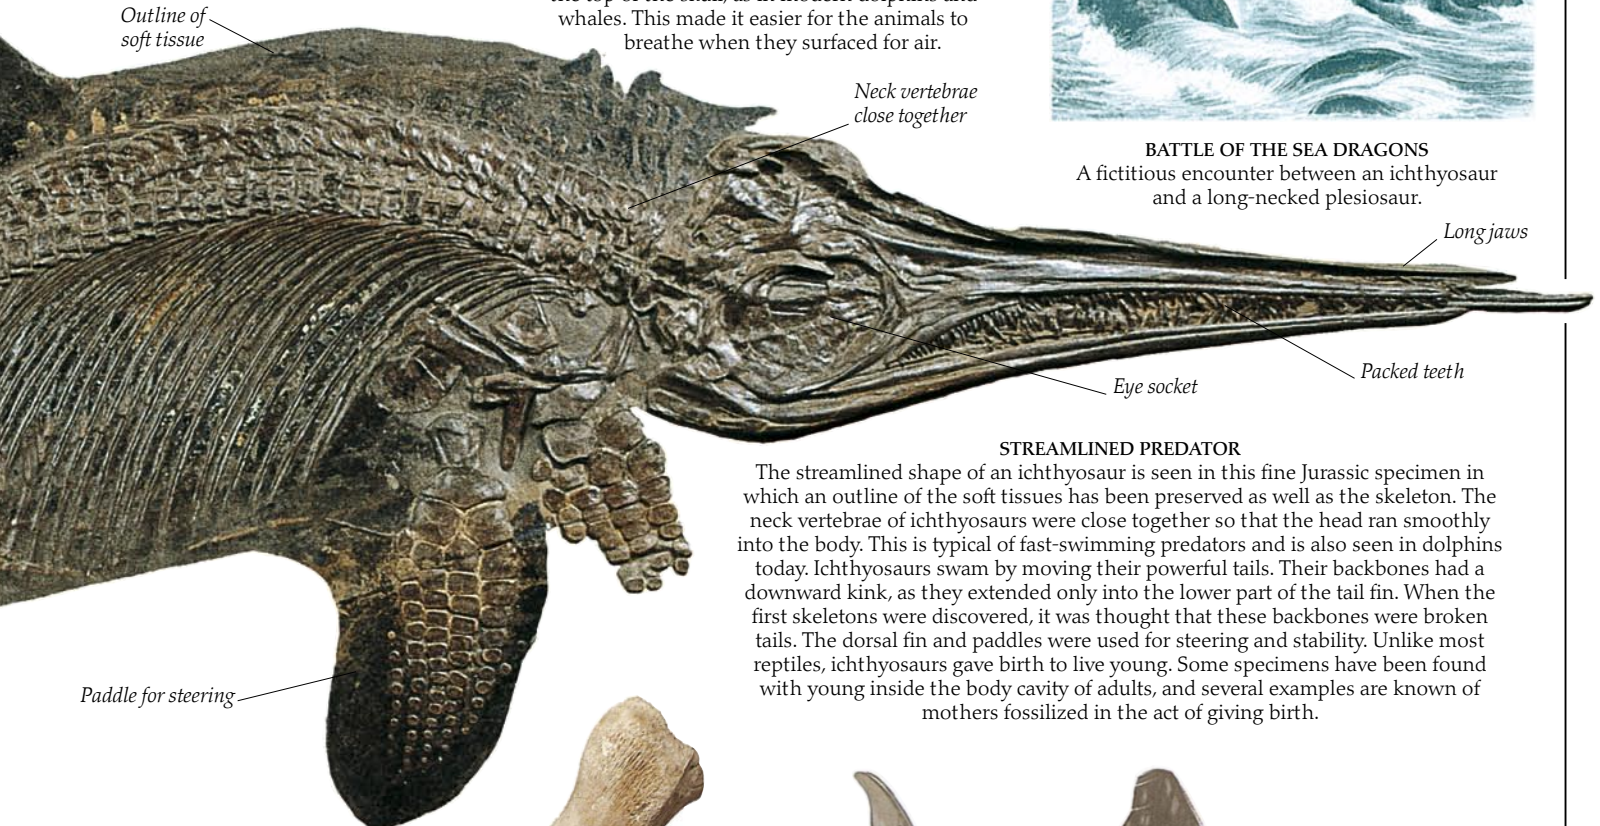 Outline of
soft tissue
the top of the skull, as in modern dolphins and
whales. This made it easier for the animals to
breathe when they surfaced for air.
Neck vertebrae
close together
BATTLE OF THE SEA DRAGONS
A fictitious encounter between an ichthyosaur
and a long-necked plesiosaur.
Long jaws
Packed teeth
Eye socket
STREAMLINED PREDATOR
The streamlined shape of an ichthyosaur is seen in this fine Jurassic specimen in
which an outline of the soft tissues has been preserved as well as the skeleton. The
neck vertebrae of ichthyosaurs were close together so that the head ran smoothly
into the body. This is typical of fast-swimming predators and is also seen in dolphins
today. Ichthyosaurs swam by moving their powerful tails. Their backbones had a
downward kink, as they extended only into the lower part of the tail fin. When the
first skeletons were discovered, it was thought that these backbones were broken
tails. The dorsal fin and paddles were used for steering and stability. Unlike most
reptiles, ichthyosaurs gave birth to live young. Some specimens have been found
with young inside the body cavity of adults, and several examples are known of
mothers fossilized in the act of giving birth.
Paddle for steering